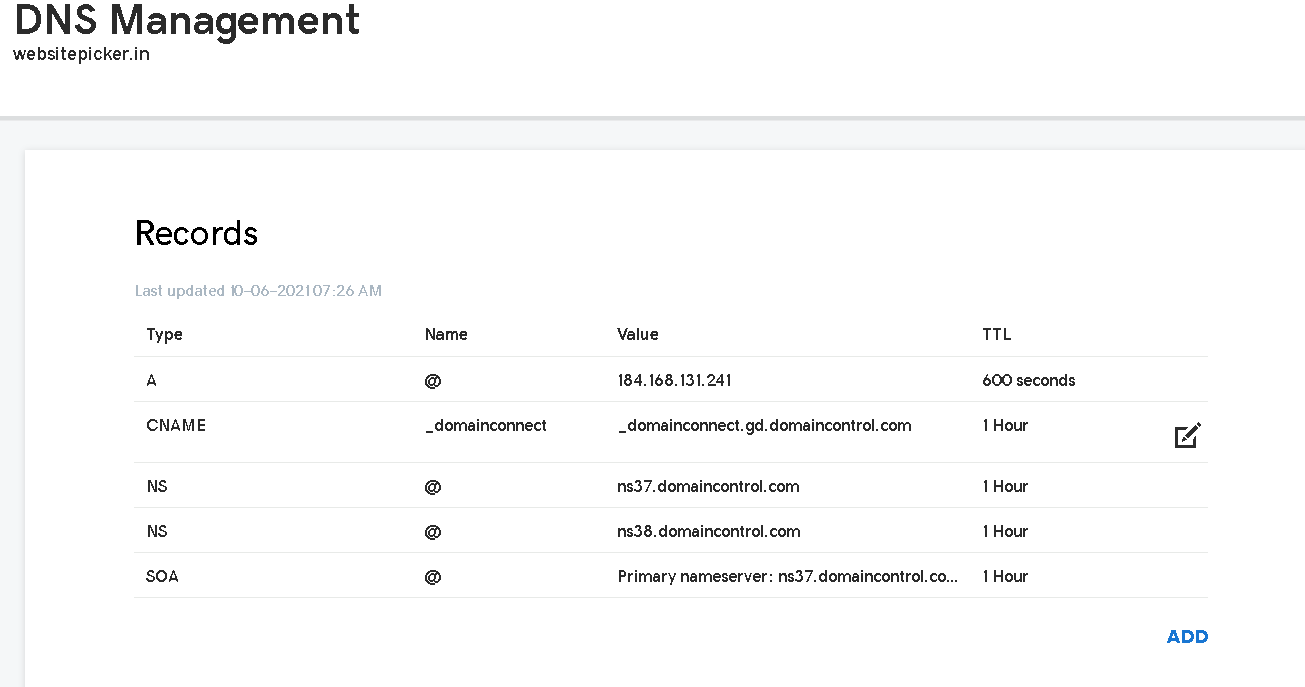 DNS Management
websitepicker.in
Records
Last updated 10-06-2021 07:26 AM
Type Name Value TTL
A @ 184.168.131.241 600 seconds
CNAME _domainconnect _domainconnect.gd.domaincontrol.com 1 Hour
NS @ ns37.domaincontrol.com 1 Hour
NS @ ns38.domaincontrol.com 1 Hour
SOA @ Primary nameserver: ns37.domaincontrol.co... 1 Hour
ADD